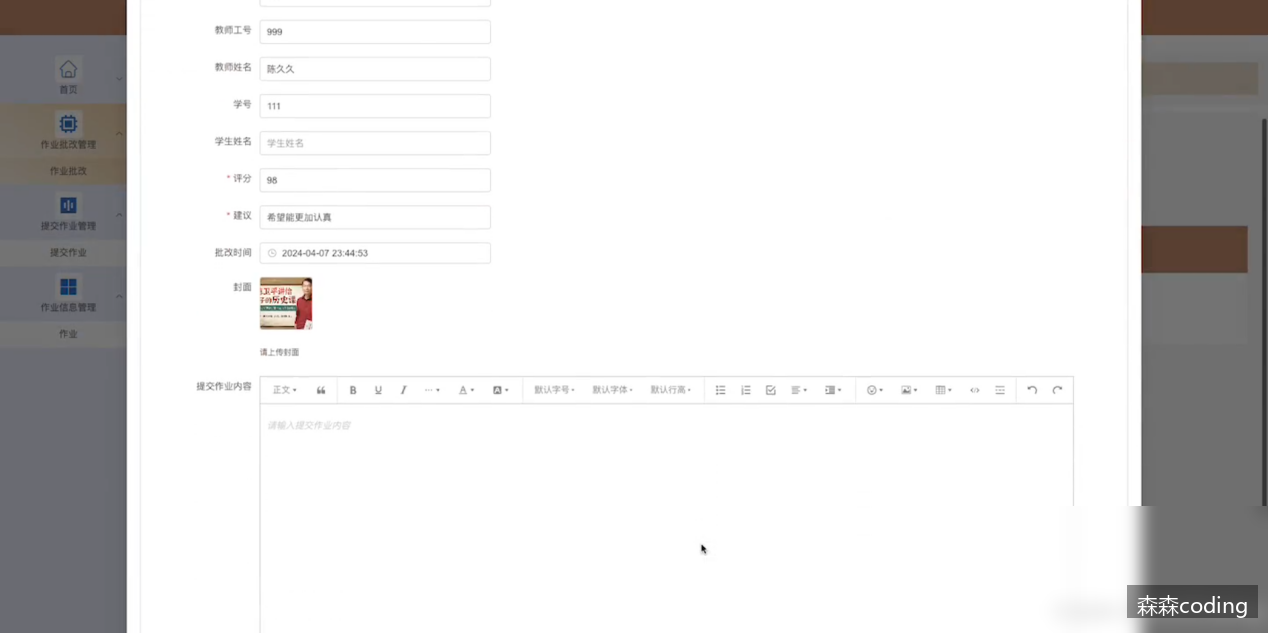 教师工号
999
教师姓名
陈久久
首页
学号
111
作业批改管理
学生姓名
学生姓名
作业批改
* 评分
98
* 建议
希望能更加认真
提交作业管理
提交作业
批改时间
2024-04-07 23:44:53
封面
的历史课
作业信息管理
作业
请上传封面
提交作业内容
正文
B U I
A
A
默认字号
默认字体
默认行高
请输入提交作业内容
森森coding